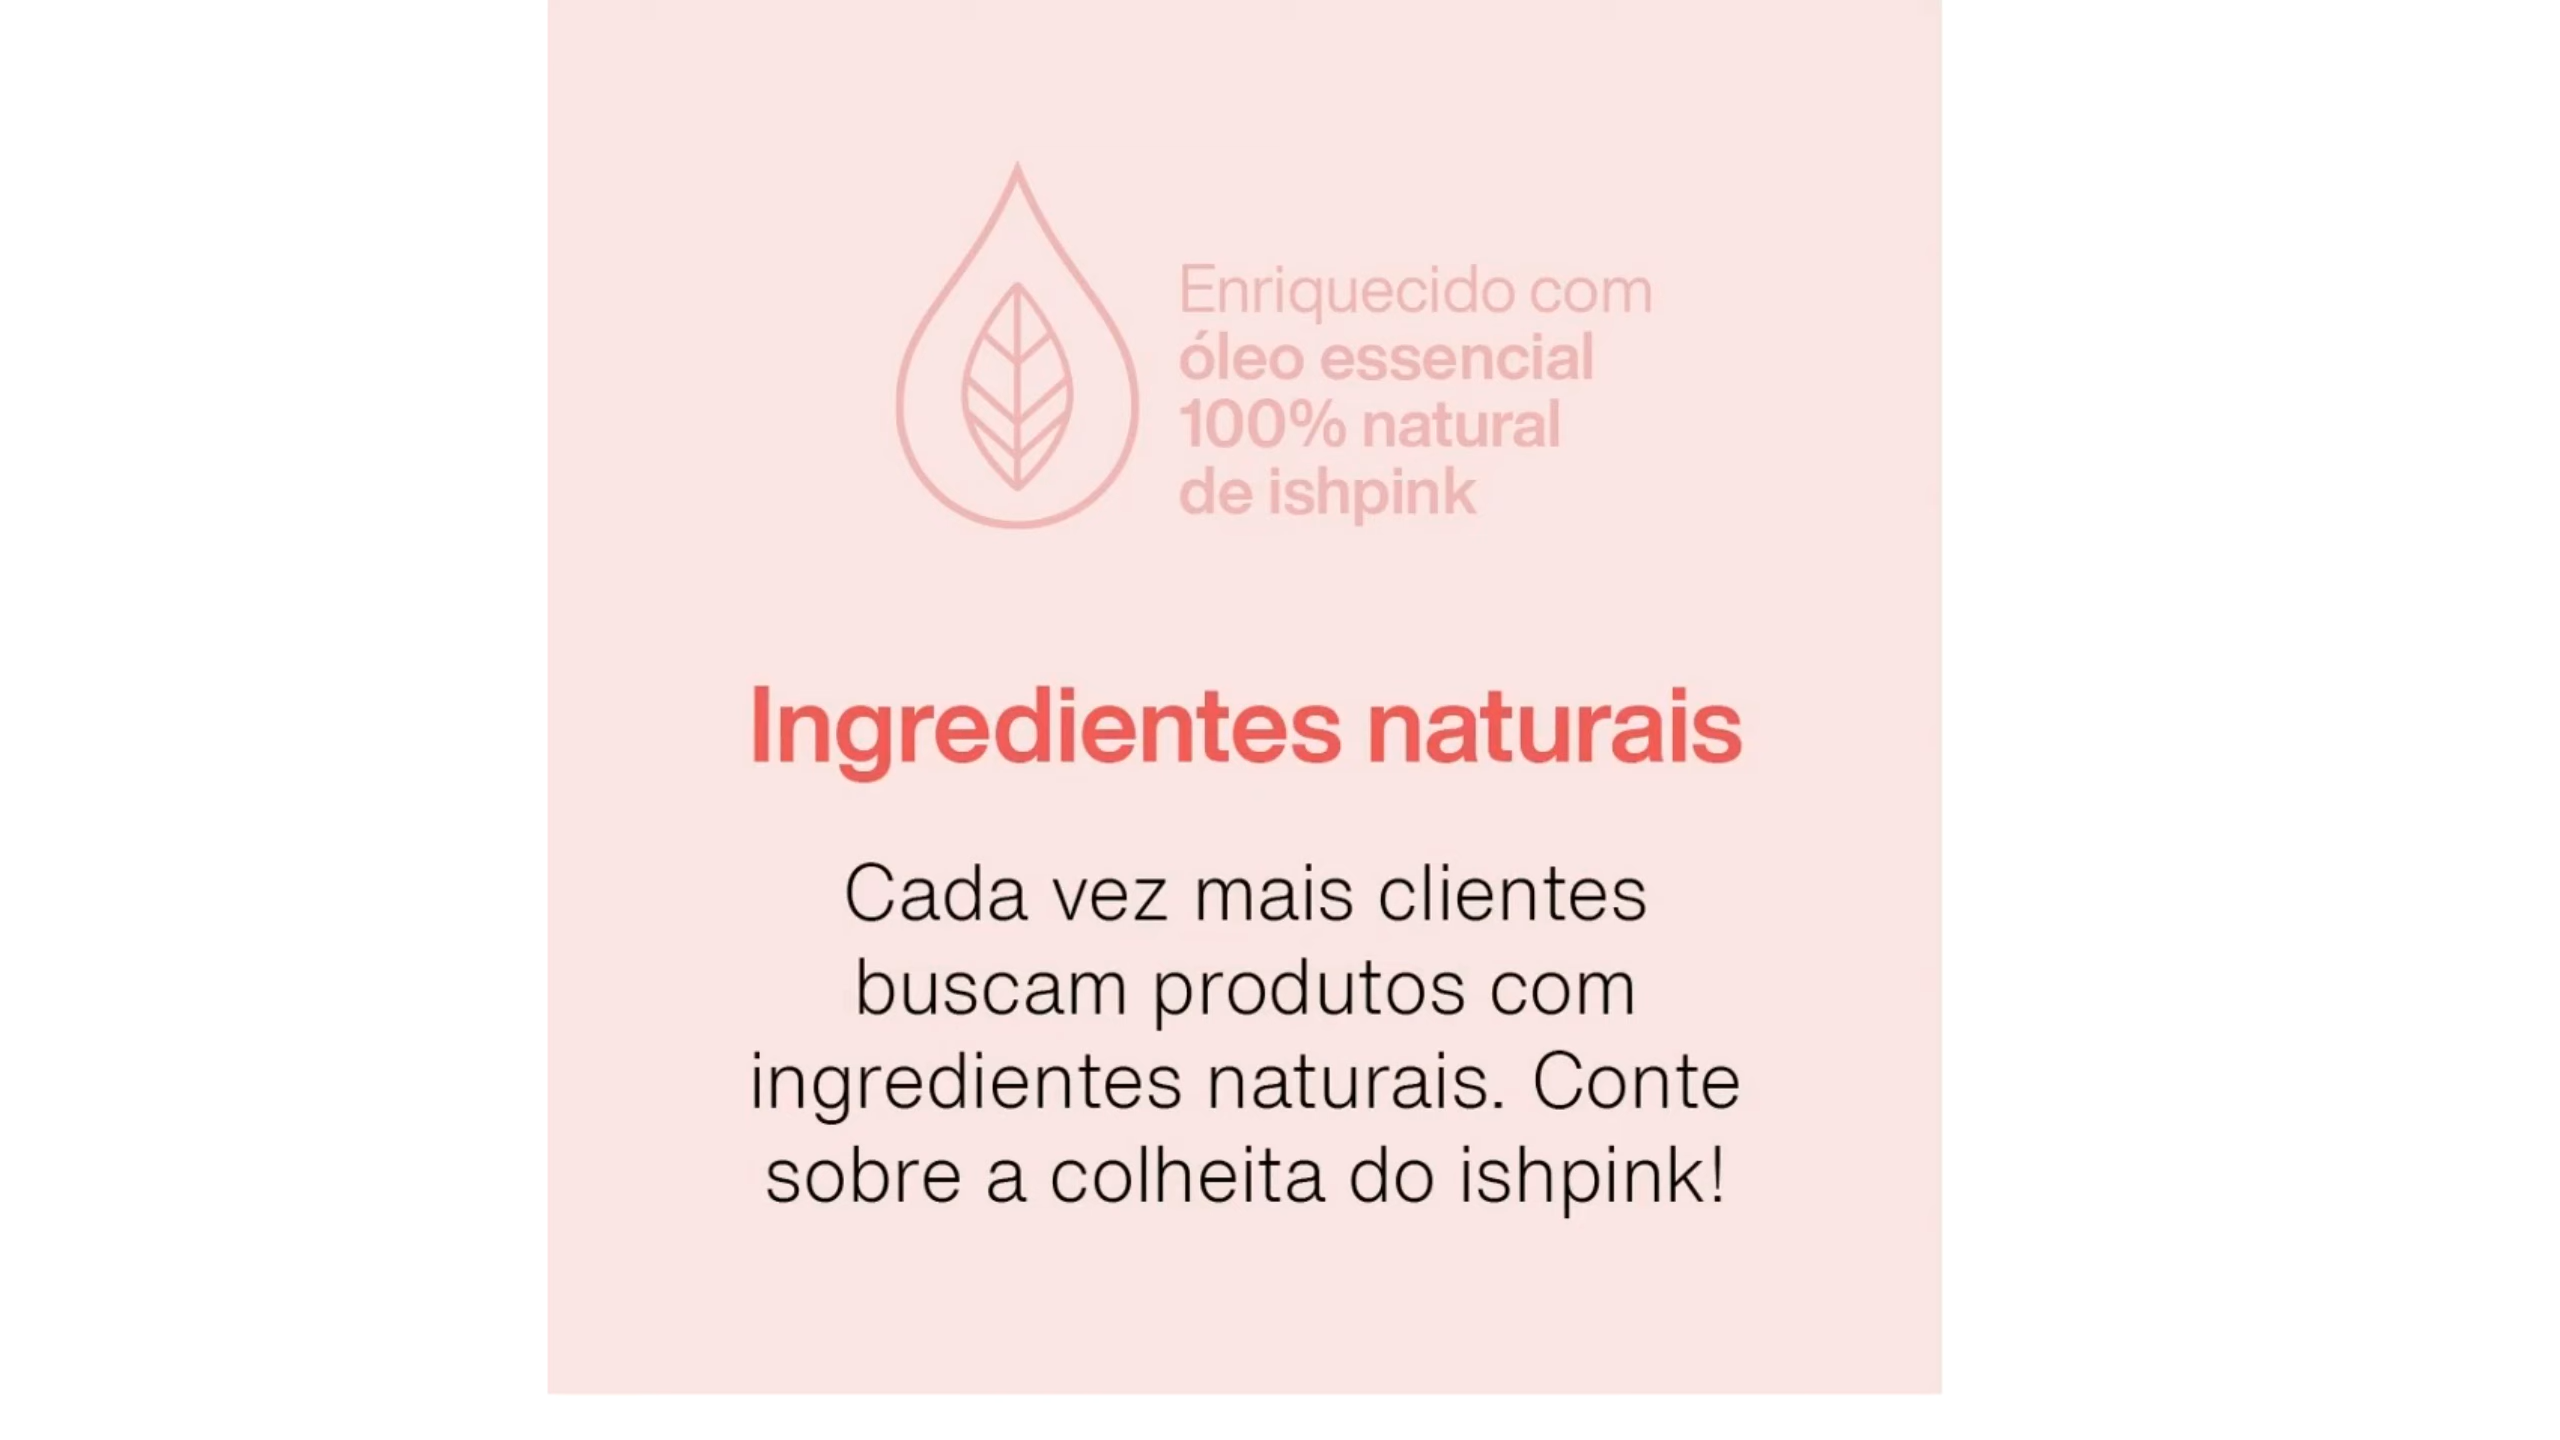 Enriquecido com
óleo essencial
100% natural
de ishpink
Ingredientes naturais
Cada vez mais clientes
buscam produtos com
ingredientes naturais. Conte
sobre a colheita do ishpink!